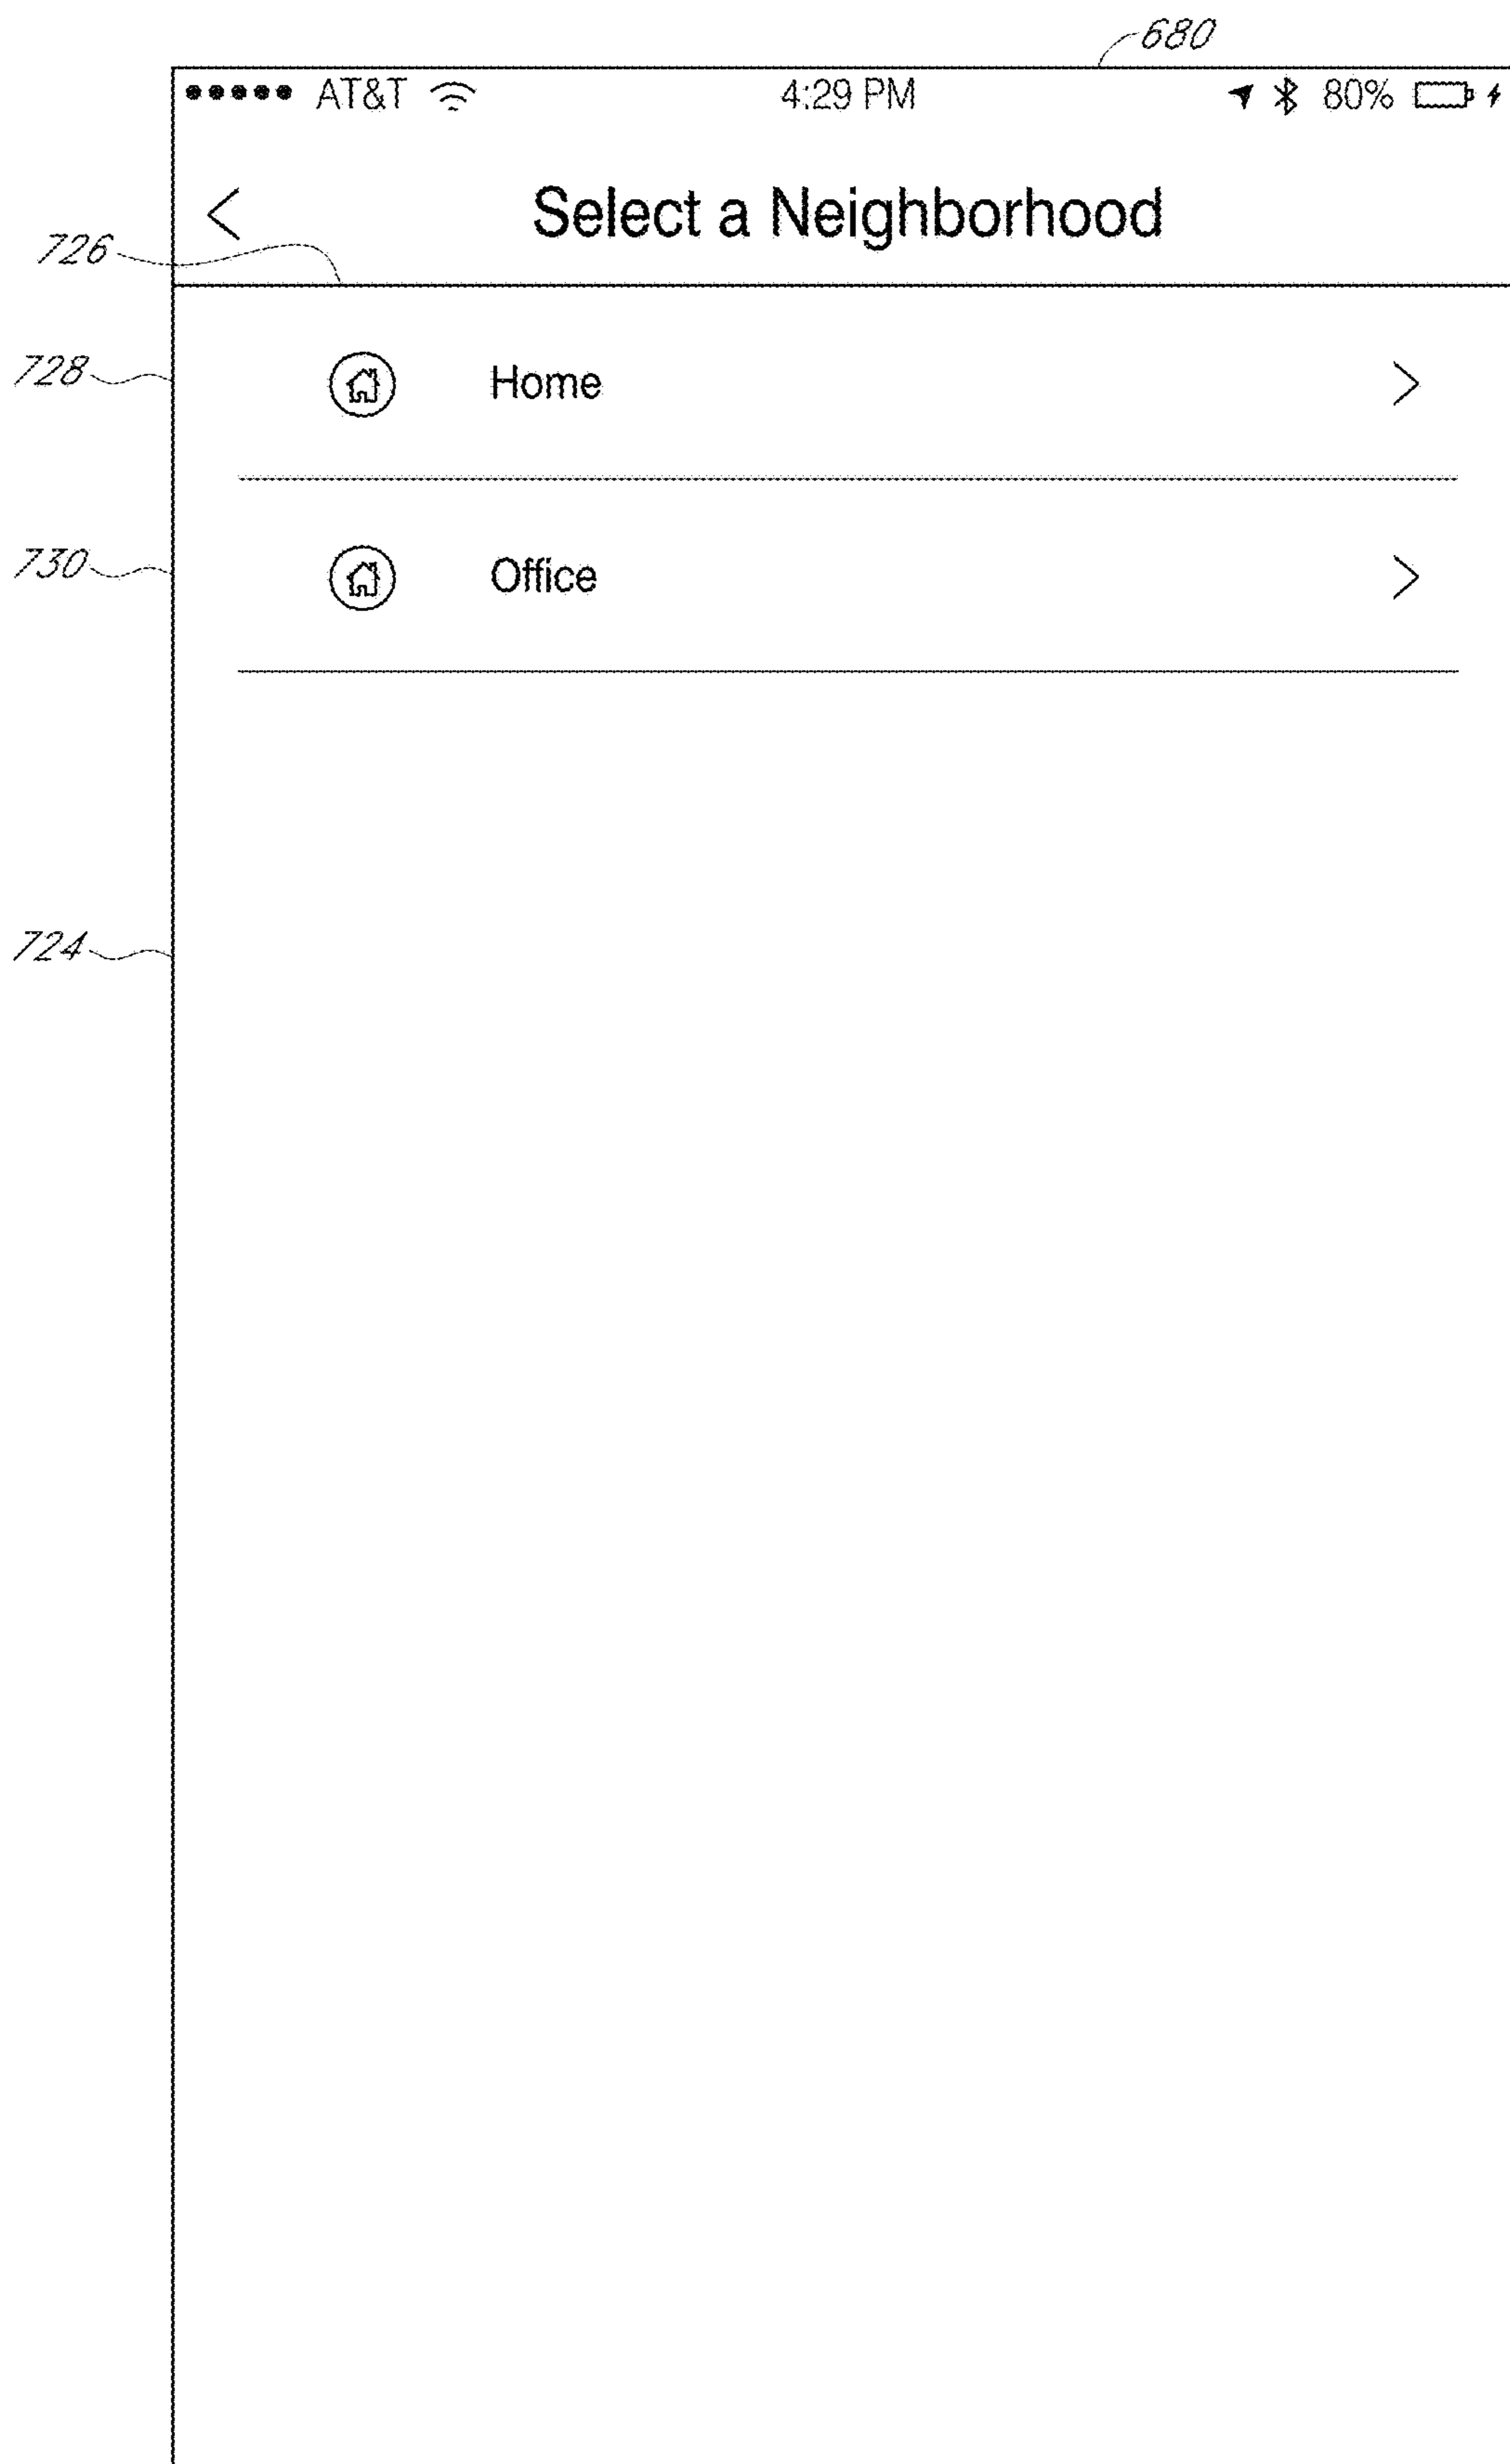 680
AT&T 4:29 PM 80%
Select a Neighborhood
726
728 Home
730 Office
724